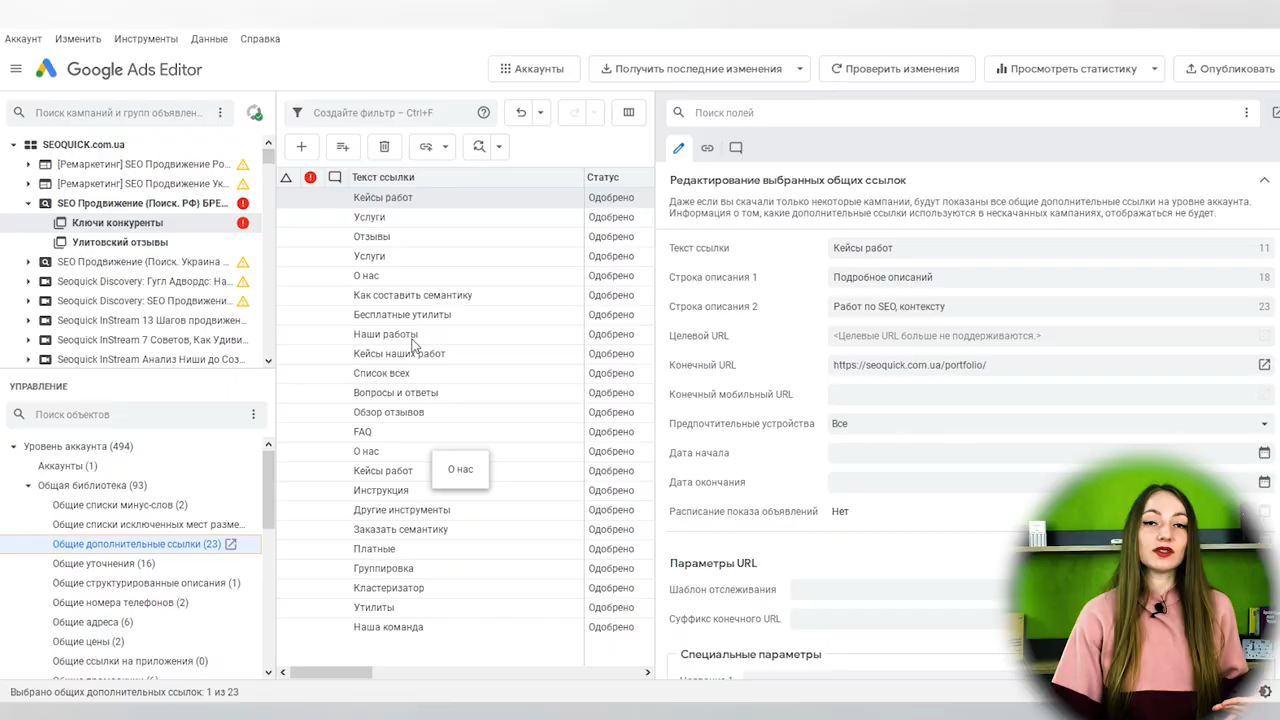 Аккаунт Изменить Инструменты Данные Справка
Google Ads Editor
Аккаунты
Получить последние изменения
Проверить изменения
Просмотреть статистику
Опубликовать
Поиск кампаний и групп объявлен...
SEOQUICK.com.ua
[Ремаркетинг] SEO Продвижение Ро...
[Ремаркетинг] SEO Продвижение Ук...
SEO Продвижение (Поиск. РФ) БРЕ...
Ключи конкуренты
Улитовский отзывы
SEO Продвижение (Поиск. Украина ...
Seoquick Discovery: Гугл Адвордс: На...
Seoquick Discovery: SEO Продвижени...
Seoquick InStream 13 Шагов продвижен...
Seoquick InStream 7 Советов, Как Удиви...
Seoquick InStream Анализ Ниши до Соз...
УПРАВЛЕНИЕ
Поиск объектов
Уровень аккаунта (494)
Аккаунты (1)
Общая библиотека (93)
Общие списки минус-слов (2)
Общие списки исключенных мест разме...
Общие дополнительные ссылки (23)
Общие уточнения (16)
Общие структурированные описания (1)
Общие номера телефонов (2)
Общие адреса (6)
Общие цены (2)
Общие ссылки на приложения (0)
Выбрано общих дополнительных ссылок: 1 из 23
Создайте фильтр – Ctrl+F
Текст ссылки Статус
Кейсы работ Одобрено
Услуги Одобрено
Отзывы Одобрено
Услуги Одобрено
О нас Одобрено
Как составить семантику Одобрено
Бесплатные утилиты Одобрено
Наши работы Одобрено
Кейсы наших работ Одобрено
Список всех Одобрено
Вопросы и ответы Одобрено
Обзор отзывов Одобрено
FAQ Одобрено
О нас Одобрено
Кейсы работ Одобрено
О нас
Инструкция Одобрено
Другие инструменты Одобрено
Заказать семантику Одобрено
Платные Одобрено
Группировка Одобрено
Кластеризатор Одобрено
Утилиты Одобрено
Наша команда Одобрено
Поиск полей
Редактирование выбранных общих ссылок
Даже если вы скачали только некоторые кампании, будут показаны все общие дополнительные ссылки на уровне аккаунта.
Информация о том, какие дополнительные ссылки используются в нескачанных кампаниях, отображаться не будет.
Текст ссылки Кейсы работ 11
Строка описания 1 Подробное описаний 18
Строка описания 2 Работ по SEO, контексту 23
Целевой URL <Целевые URL больше не поддерживаются.>
Конечный URL https://seoquick.com.ua/portfolio/
Конечный мобильный URL
Предпочтительные устройства Все
Дата начала
Дата окончания
Расписание показа объявлений Нет
Параметры URL
Шаблон отслеживания
Суффикс конечного URL
Специальные параметры